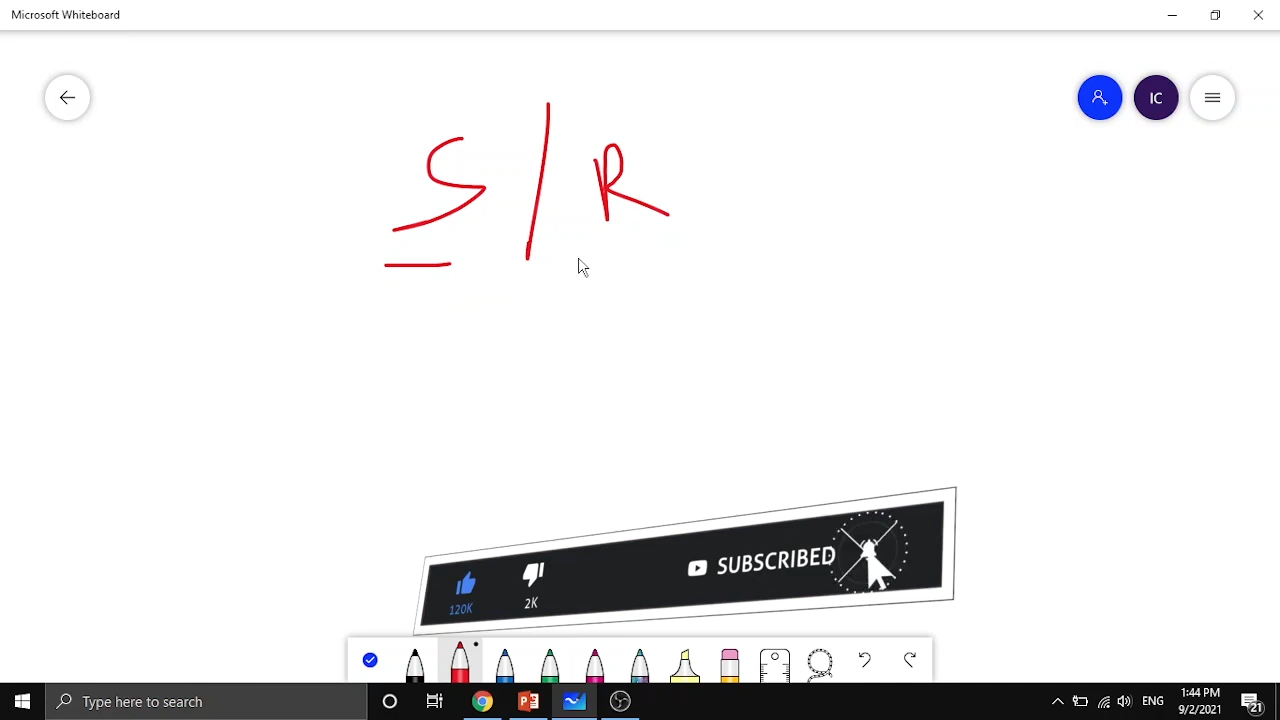 Microsoft Whiteboard
IC
S / R
120K
2K
SUBSCRIBED
Type here to search
ENG
1:44 PM
9/2/2021
21